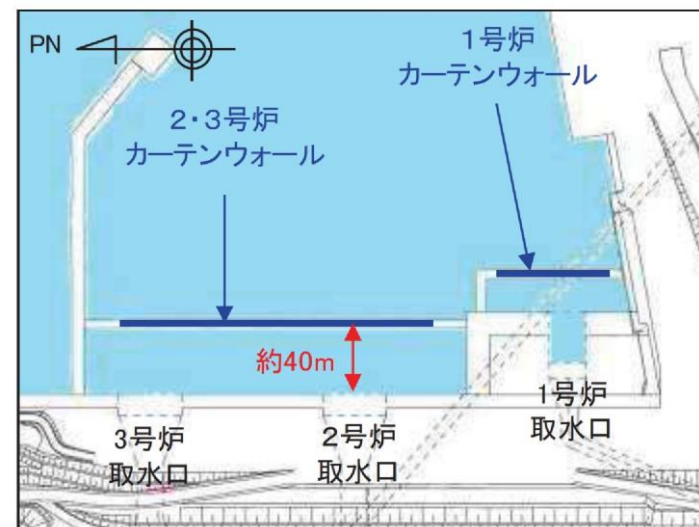 PN
1号炉
カーテンウォール
2・3号炉
カーテンウォール
約40m
3号炉
取水口
2号炉
取水口
1号炉
取水口